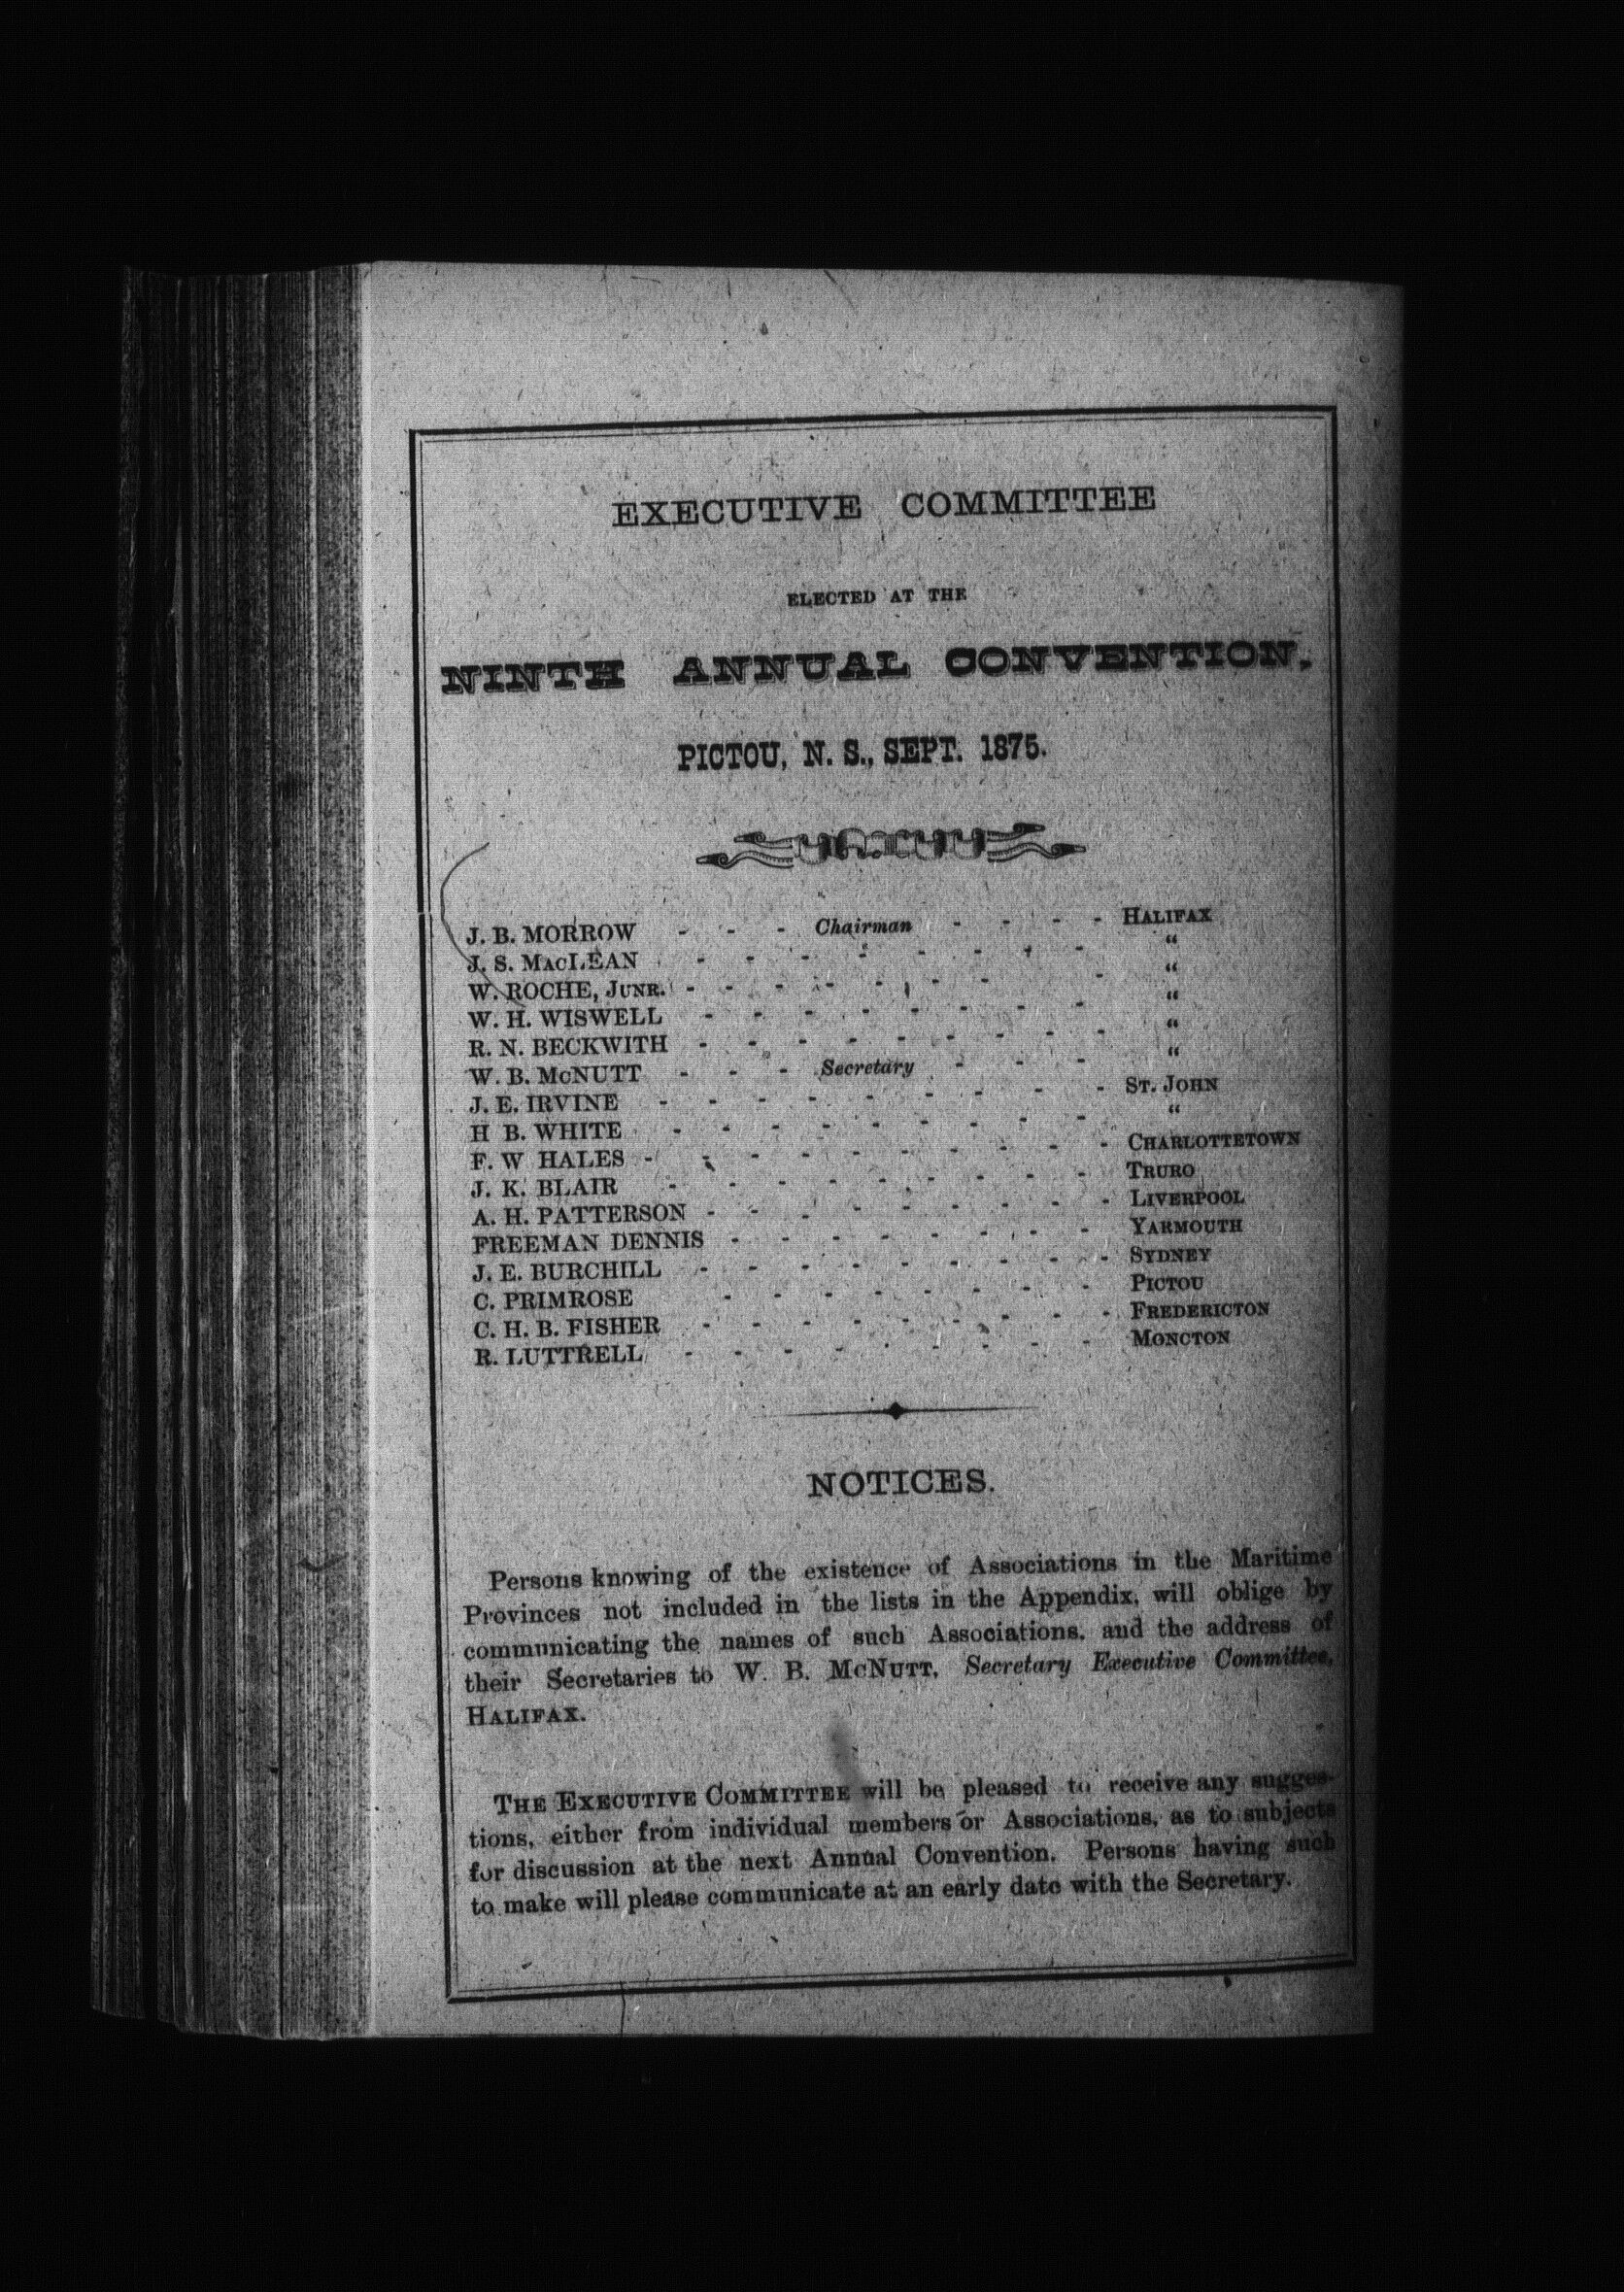 EXECUTIVE COMMITTEE
ELECTED AT THE
NINTH ANNUAL CONVENTION,
PICTOU, N. S., SEPT. 1875.
J. B. MORROW - - - Chairman - - - - HALIFAX
J. S. MACLEAN - - - - - - - - - "
W. ROCHE, JUNR. - - - - - - - - "
W. H. WISWELL - - - - - - - - - "
R. N. BECKWITH - - - - - - - - - "
W. B. MCNUTT - - - Secretary - - - "
J. E. IRVINE - - - - - - - - - ST. JOHN
H B. WHITE - - - - - - - - - "
F. W HALES - - - - - - - - - - CHARLOTTETOWN
J. K. BLAIR - - - - - - - - - TRURO
A. H. PATTERSON - - - - - - - - - LIVERPOOL
FREEMAN DENNIS - - - - - - - - YARMOUTH
J. E. BURCHILL - - - - - - - - - SYDNEY
C. PRIMROSE - - - - - - - - PICTOU
C. H. B. FISHER - - - - - - - - - FREDERICTON
R. LUTTRELL - - - - - - - - - MONCTON
NOTICES.
Persons knowing of the existence of Associations in the Maritime
Provinces not included in the lists in the Appendix, will oblige by
communicating the names of such Associations, and the address of
their Secretaries to W. B. MCNUTT, Secretary Executive Committee,
HALIFAX.
THE EXECUTIVE COMMITTEE will be pleased to receive any sugges-
tions, either from individual members or Associations, as to subjects
for discussion at the next Annual Convention. Persons having such
to make will please communicate at an early date with the Secretary.